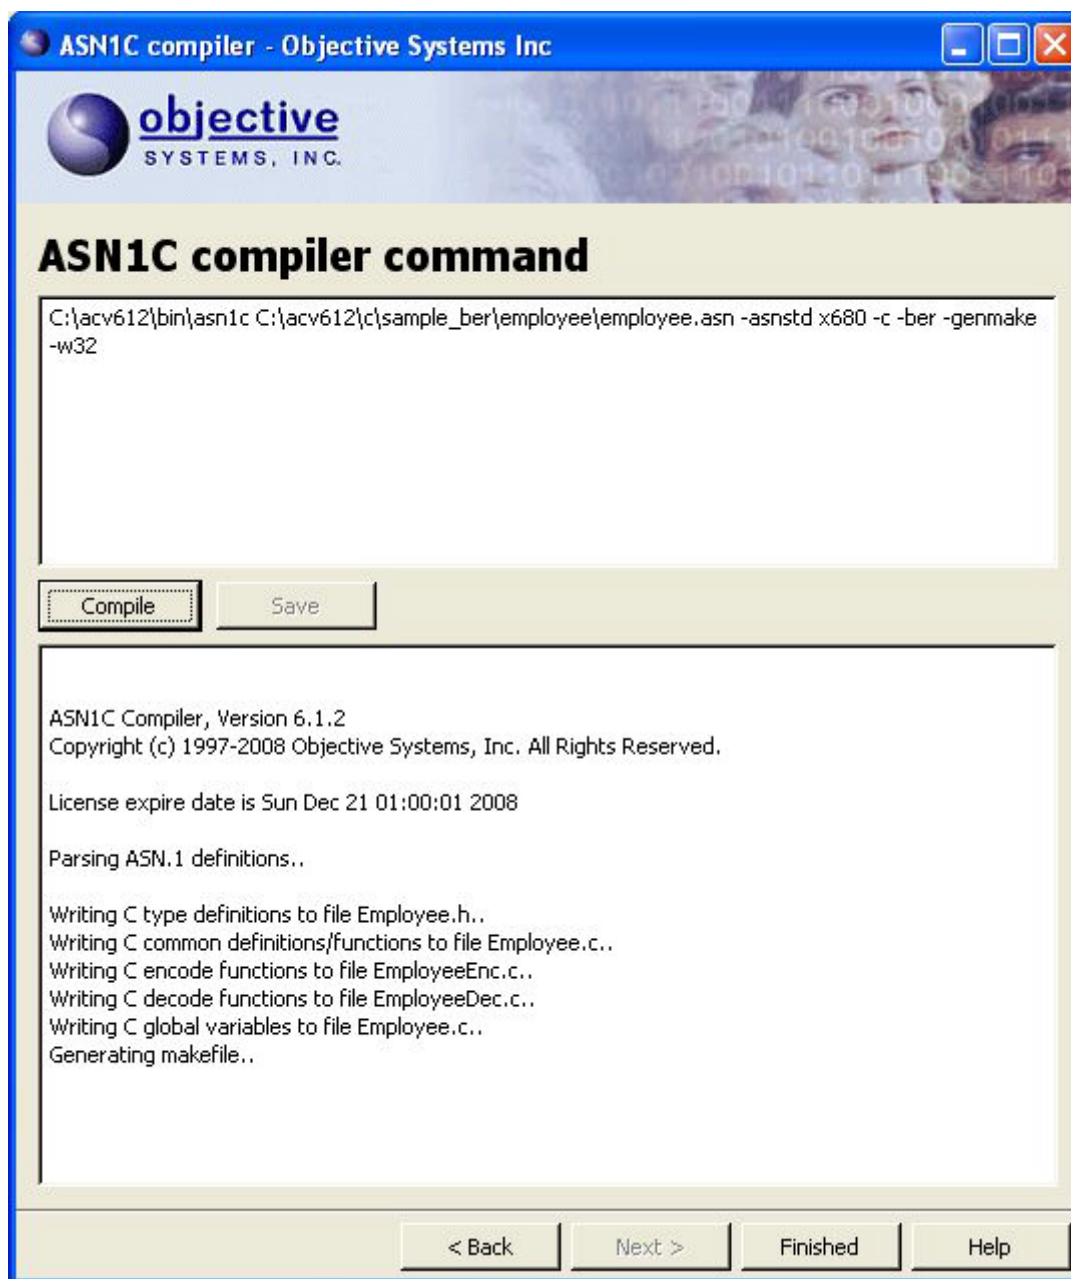 ASN1C compiler - Objective Systems Inc
objective
SYSTEMS, INC.
ASN1C compiler command
C:\acv612\bin\asn1c C:\acv612\c\sample_ber\employee\employee.asn -asnstd x680 -c -ber -genmake
-w32
Compile
Save
ASN1C Compiler, Version 6.1.2
Copyright (c) 1997-2008 Objective Systems, Inc. All Rights Reserved.
License expire date is Sun Dec 21 01:00:01 2008
Parsing ASN.1 definitions..
Writing C type definitions to file Employee.h..
Writing C common definitions/functions to file Employee.c..
Writing C encode functions to file EmployeeEnc.c..
Writing C decode functions to file EmployeeDec.c..
Writing C global variables to file Employee.c..
Generating makefile..
< Back
Next >
Finished
Help